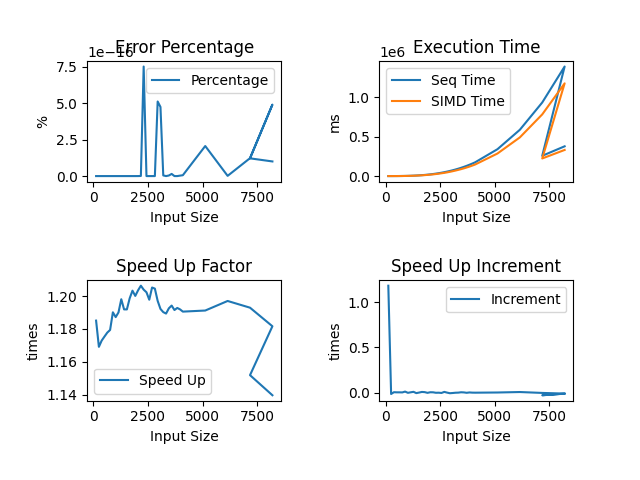 Error Percentage
1e−16
7.5
5.0
2.5
0.0
%
Percentage
0
2500
5000
7500
Input Size
Execution Time
1e6
1.0
0.5
0.0
ms
Seq Time
SIMD Time
0
2500
5000
7500
Input Size
Speed Up Factor
1.20
1.18
1.16
1.14
times
Speed Up
0
2500
5000
7500
Input Size
Speed Up Increment
1.0
0.5
0.0
times
Increment
0
2500
5000
7500
Input Size